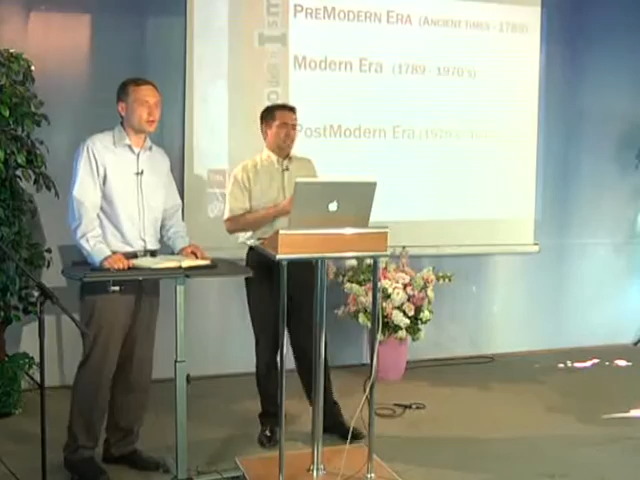 PreModern Era (Ancient times - 1789)
Modern Era (1789 - 1970's)
PostModern Era